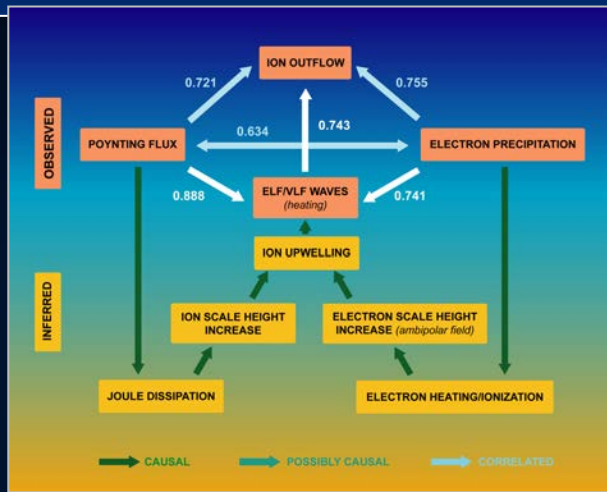 ION OUTFLOW
0.721
0.755
OBSERVED
POYNTING FLUX
0.634
0.743
ELECTRON PRECIPITATION
0.888
ELF/VLF WAVES
(heating)
0.741
ION UPWELLING
INFERRED
ION SCALE HEIGHT
INCREASE
ELECTRON SCALE HEIGHT
INCREASE (ambipolar field)
JOULE DISSIPATION
ELECTRON HEATING/IONIZATION
CAUSAL
POSSIBLY CAUSAL
CORRELATED